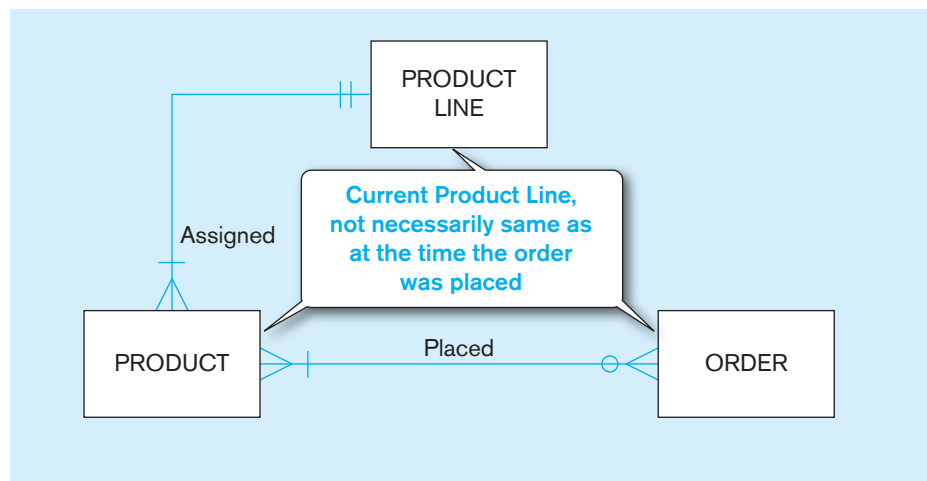 PRODUCT
LINE
Current Product Line,
not necessarily same as
at the time the order
was placed
Assigned
PRODUCT
Placed
ORDER